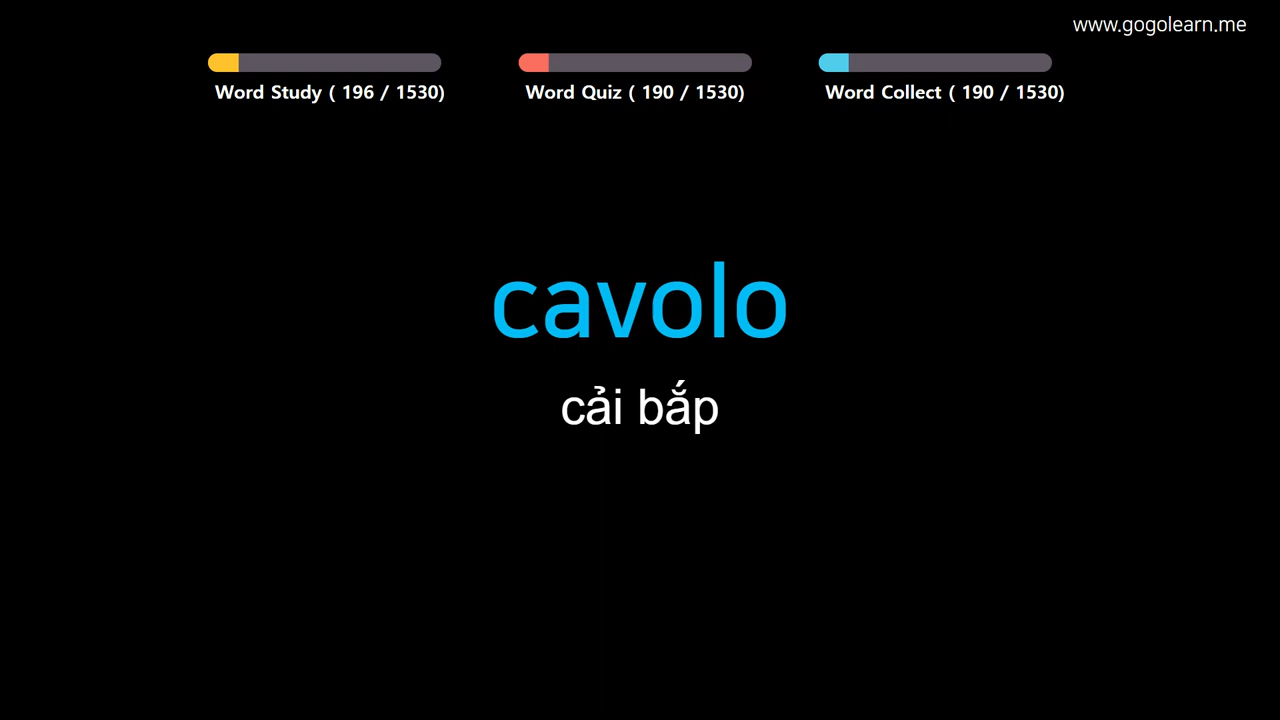 www.gogolearn.me
Word Study ( 196 / 1530)
Word Quiz ( 190 / 1530)
Word Collect ( 190 / 1530)
cavolo
cải bắp